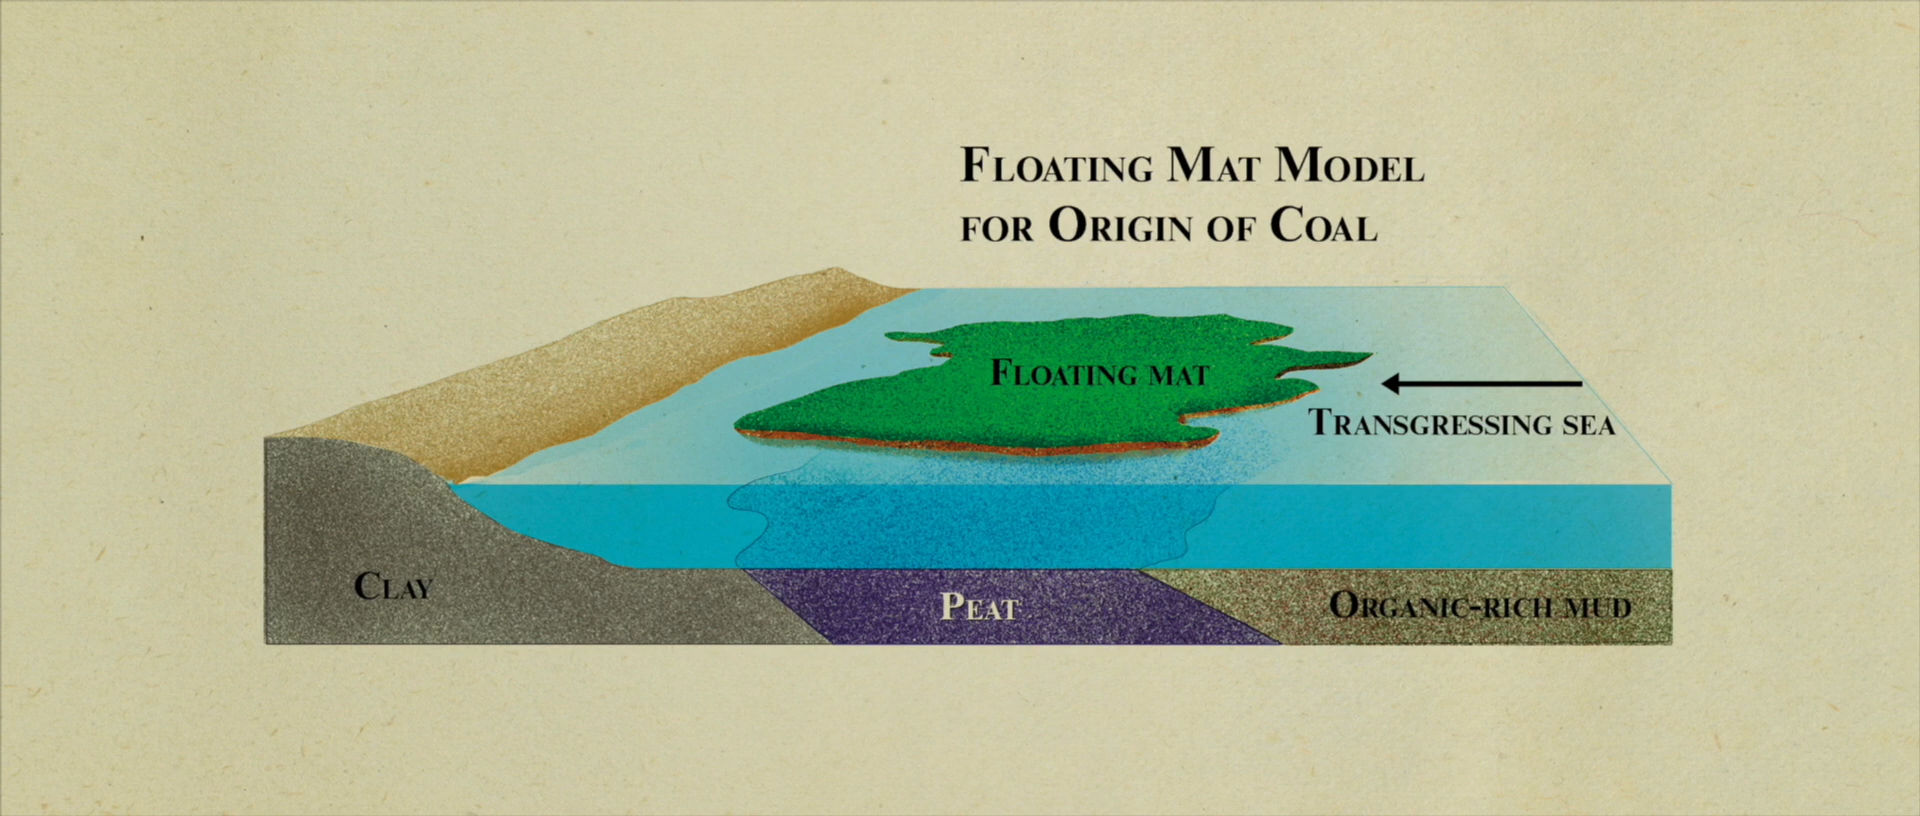 Floating Mat Model
for Origin of Coal
Floating mat
Transgressing sea
Clay
Peat
Organic-rich mud